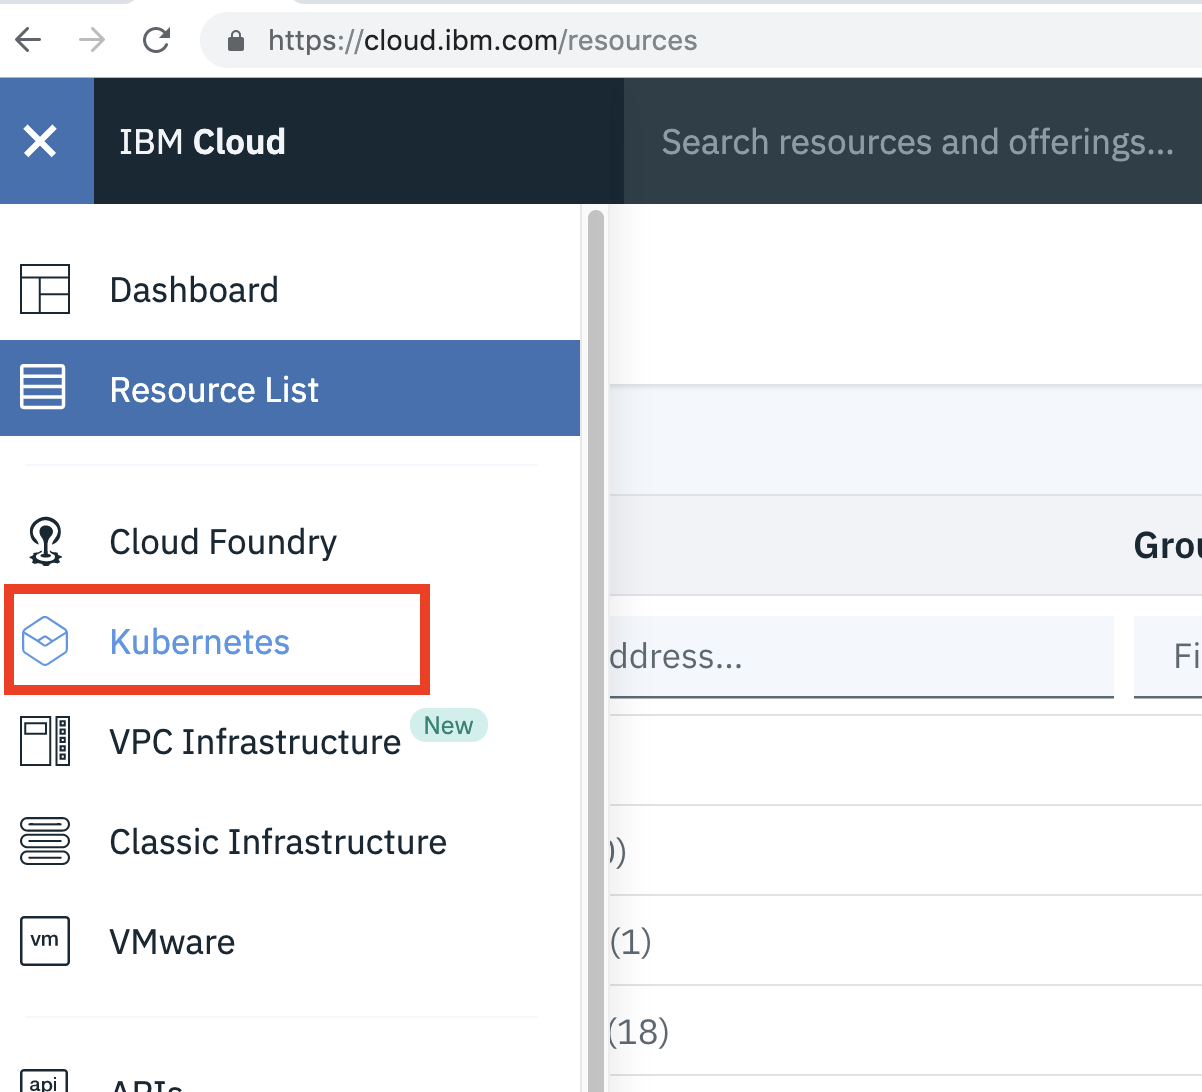 https://cloud.ibm.com/resources
IBM Cloud
Search resources and offerings...
Dashboard
Resource List
Cloud Foundry
Kubernetes
VPC Infrastructure New
Classic Infrastructure
vm VMware
api APIs
Grou
ddress...
Fi
)
(1)
(18)